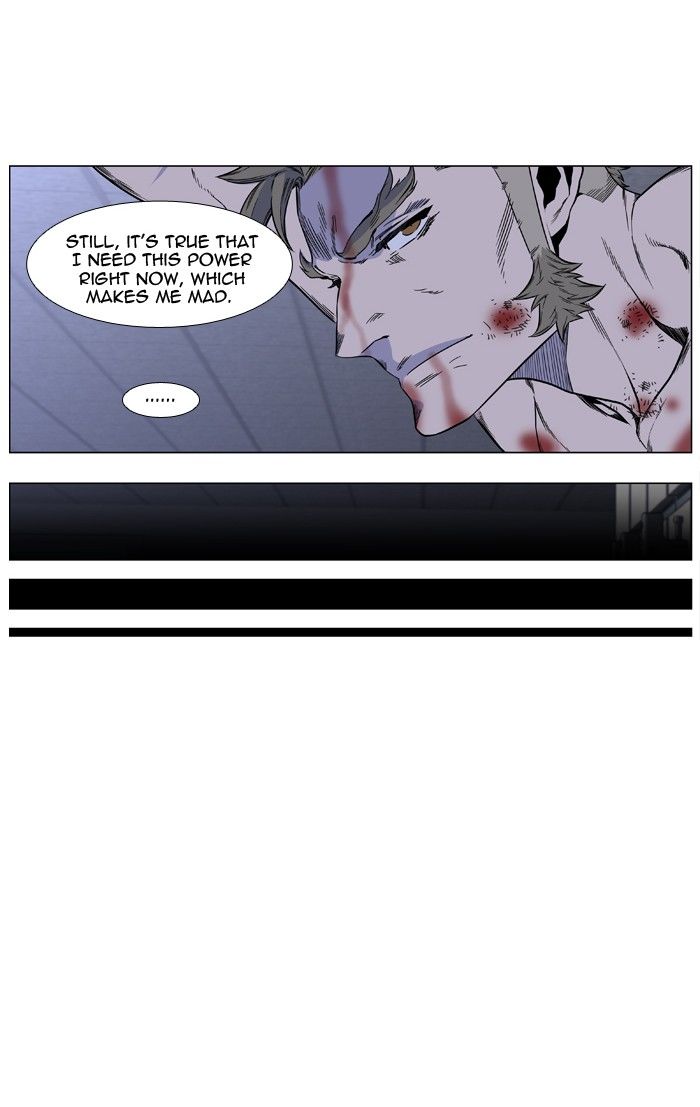 STILL, IT'S TRUE THAT
I NEED THIS POWER
RIGHT NOW, WHICH
MAKES ME MAD.
......